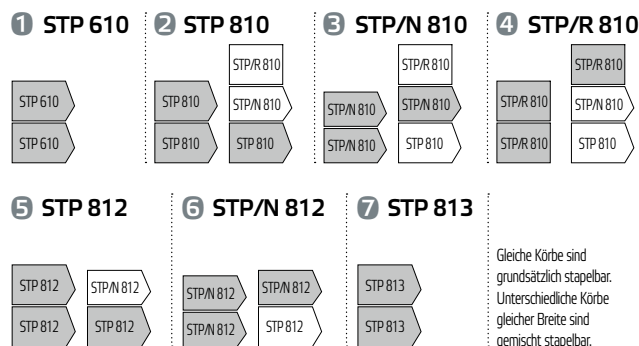 1 STP 610
STP 610
STP 610
2 STP 810
STP 810
STP 810
STP/R 810
STP/N 810
STP 810
3 STP/N 810
STP/N 810
STP/N 810
STP/R 810
STP/N 810
STP 810
4 STP/R 810
STP/R 810
STP/R 810
STP/R 810
STP/N 810
STP 810
5 STP 812
STP 812
STP 812
STP/N 812
STP 812
6 STP/N 812
STP/N 812
STP/N 812
STP/N 812
STP 812
7 STP 813
STP 813
STP 813
Gleiche Körbe sind
grundsätzlich stapelbar.
Unterschiedliche Körbe
gleicher Breite sind
gemischt stapelbar.